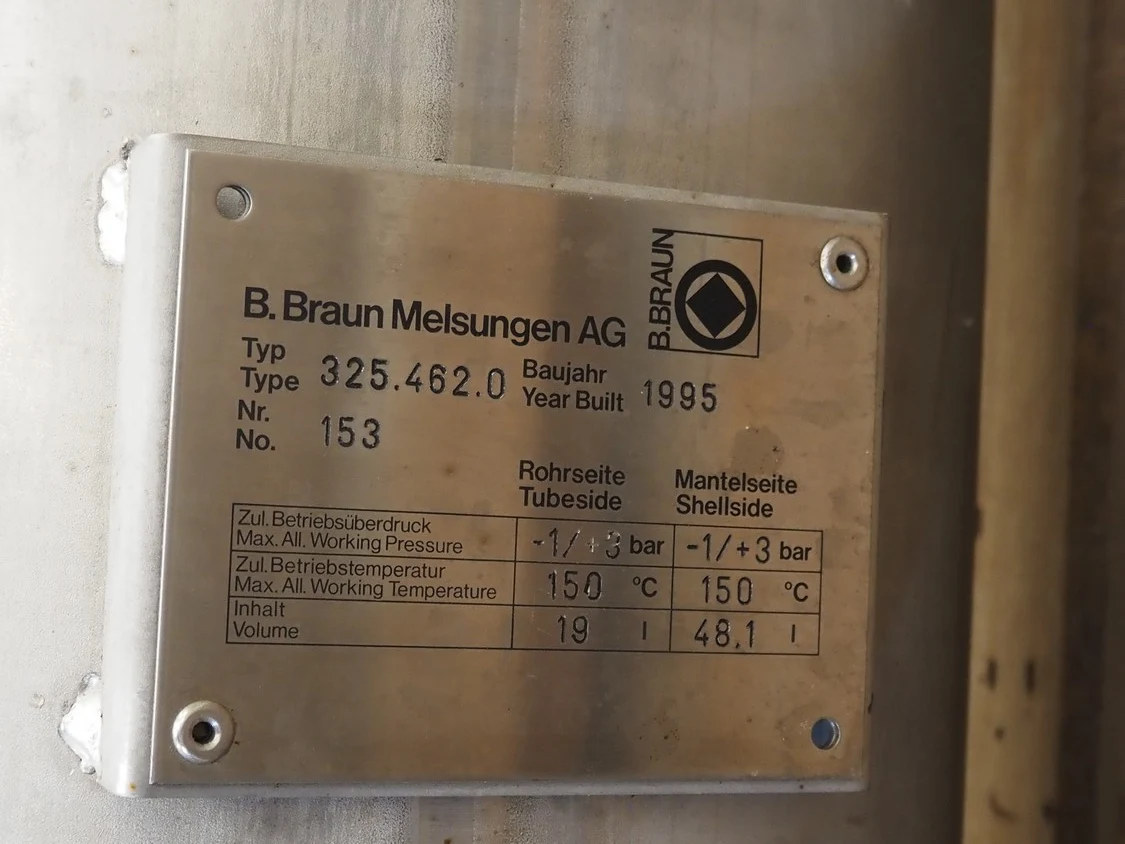 B.BRAUN
B. Braun Melsungen AG
Typ
Type 325.462.0
Baujahr
Year Built 1995
Nr.
No. 153
Rohrseite Mantelseite
Tubeside Shellside
Zul. Betriebsüberdruck
Max. All. Working Pressure -1/+3 bar -1/+3 bar
Zul. Betriebstemperatur
Max. All. Working Temperature 150 °C 150 °C
Inhalt
Volume 19 l 48.1 l